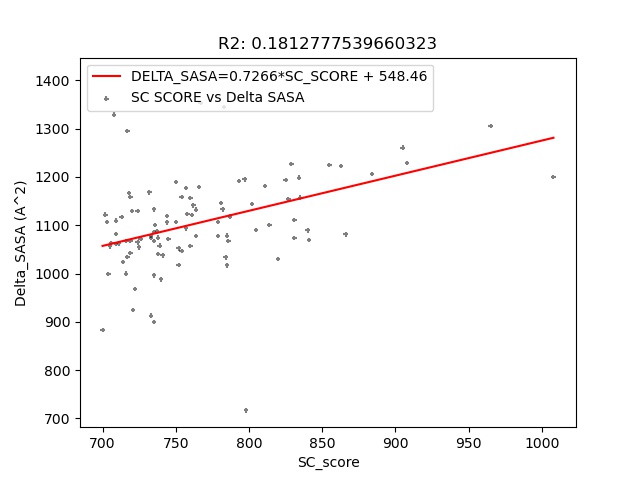 R2: 0.1812777539660323
DELTA_SASA=0.7266*SC_SCORE + 548.46
SC SCORE vs Delta SASA
Delta_SASA (A^2)
1400
1300
1200
1100
1000
900
800
700
700 750 800 850 900 950 1000
SC_score